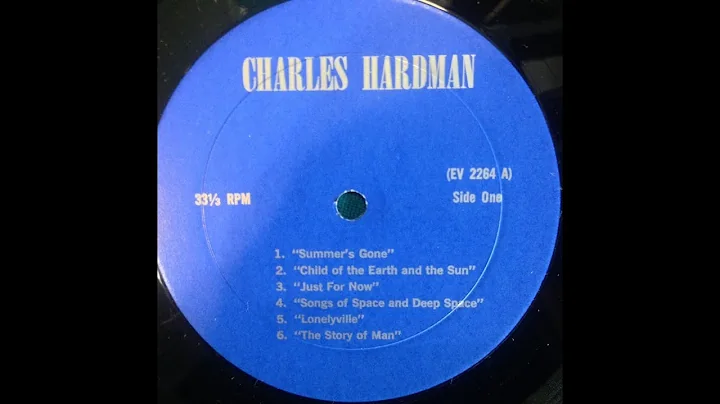 CHARLES HARDMAN
(EV 2264 A)
33⅓ RPM
Side One
1. "Summer's Gone"
2. "Child of the Earth and the Sun"
3. "Just For Now"
4. "Songs of Space and Deep Space"
5. "Lonelyville"
6. "The Story of Man"